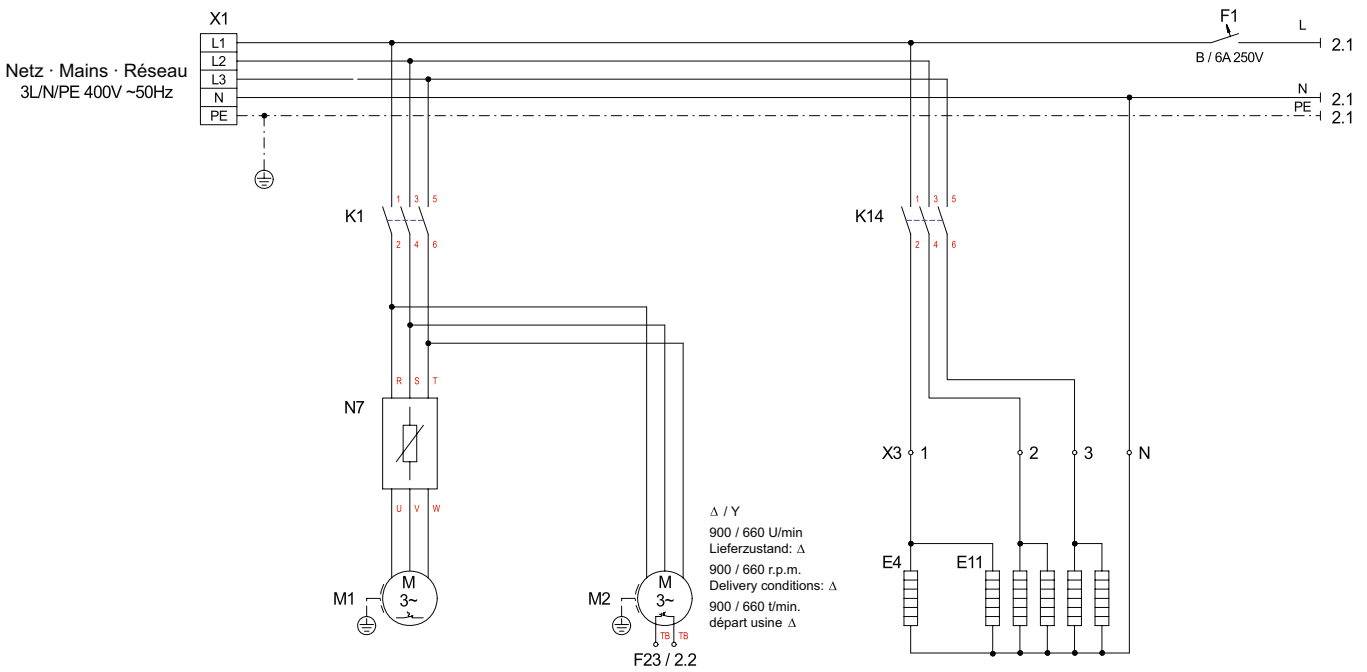 X1
L1
L2
L3
N
PE
Netz · Mains · Réseau
3L/N/PE 400V ~50Hz
F1
B / 6A 250V
L
2.1
N
2.1
PE
2.1
K1
1 3 5
2 4 6
K14
1 3 5
2 4 6
R S T
N7
U V W
X3 1 2 3 N
M1
M
3~
M2
M
3~
TB TB
F23 / 2.2
Δ / Y
900 / 660 U/min
Lieferzustand: Δ
900 / 660 r.p.m.
Delivery conditions: Δ
900 / 660 t/min.
départ usine Δ
E4
E11